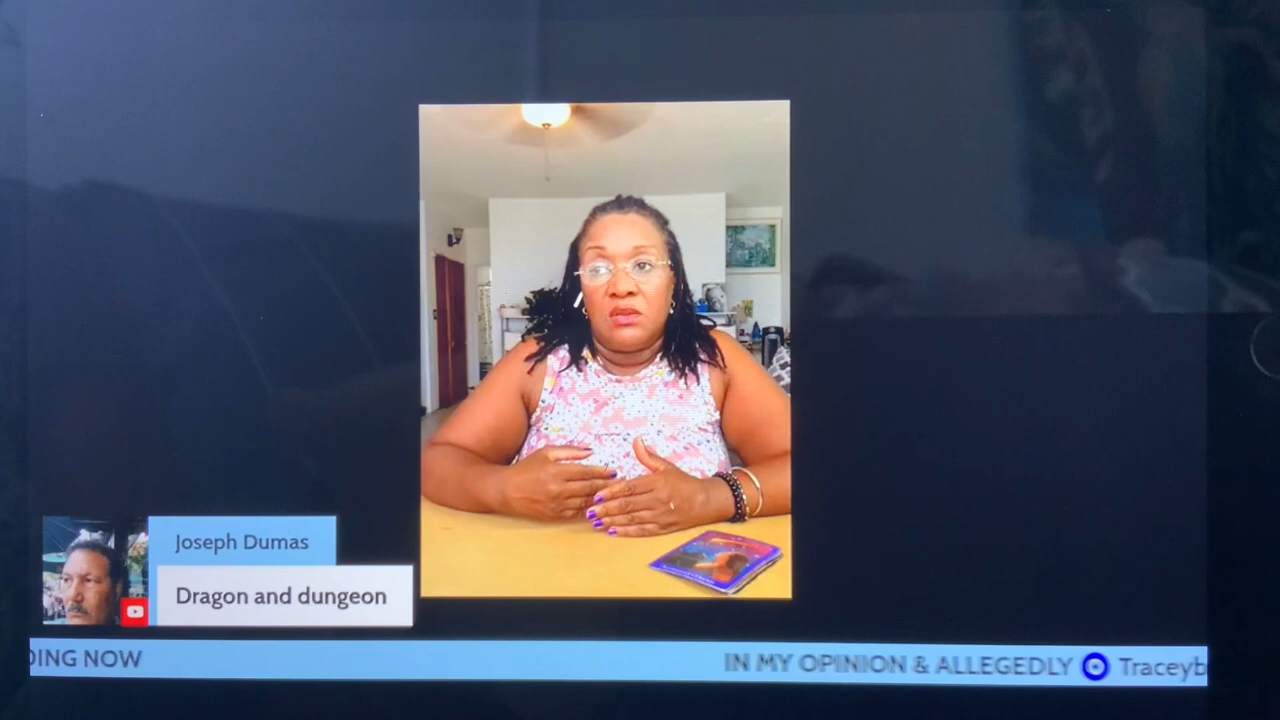 Joseph Dumas
Dragon and dungeon
DING NOW IN MY OPINION & ALLEGEDLY Traceyb